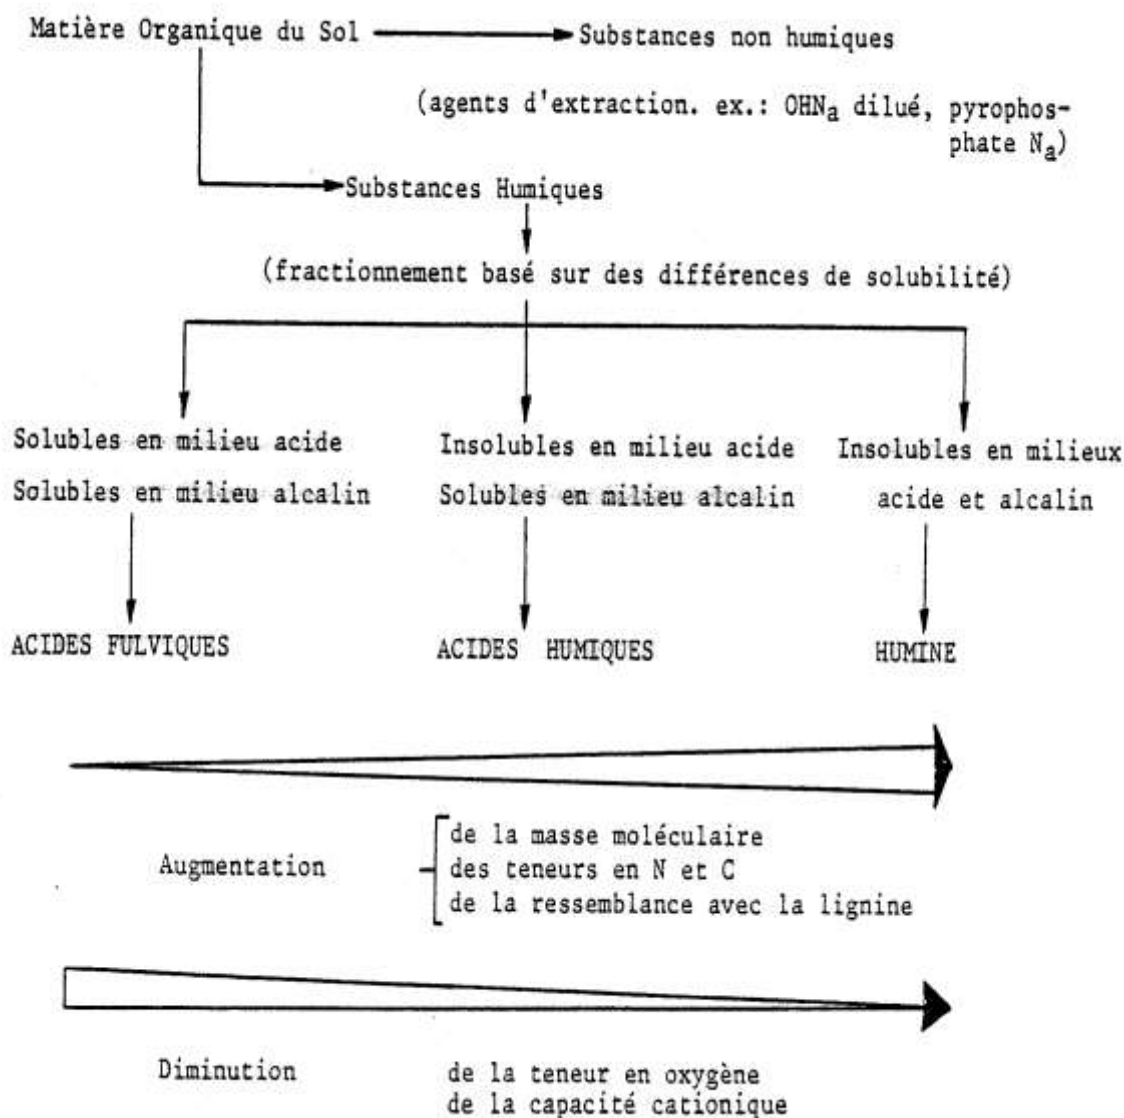 Matière Organique du Sol Substances non humiques
(agents d'extraction. ex.: OHNa dilué, pyrophos-
phate Na)
Substances Humiques
(fractionnement basé sur des différences de solubilité)
Solubles en milieu acide
Solubles en milieu alcalin
Insolubles en milieu acide
Solubles en milieu alcalin
Insolubles en milieux
acide et alcalin
ACIDES FULVIQUES
ACIDES HUMIQUES
HUMINE
Augmentation
de la masse moléculaire
des teneurs en N et C
de la ressemblance avec la lignine
Diminution
de la teneur en oxygène
de la capacité cationique